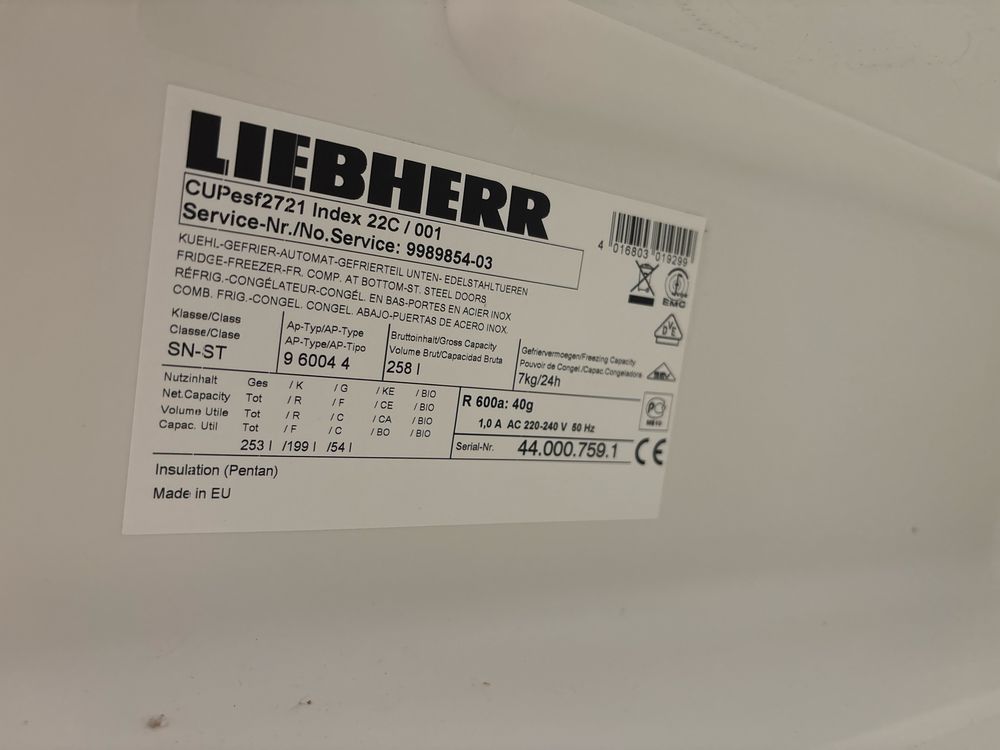 LIEBHERR
CUPesf2721 Index 22C / 001
Service-Nr./No.Service: 9989854-03
4 016803 019299
KUEHL-GEFRIER-AUTOMAT-GEFRIERTEIL UNTEN- EDELSTAHLTUEREN
FRIDGE-FREEZER-FR. COMP. AT BOTTOM-ST. STEEL DOORS
RÉFRIG.-CONGÉLATEUR-CONGÉL. EN BAS-PORTES EN ACIER INOX
COMB. FRIG.-CONGEL. CONGEL. ABAJO-PUERTAS DE ACERO INOX.
EMC
DVE
Klasse/Class
Classe/Clase
SN-ST
Ap-Typ/AP-Type
AP-Type/AP-Tipo
9 6004 4
Bruttoinhalt/Gross Capacity
Volume Brut/Capacidad Bruta
258 l
Gefriervermoegen/Freezing Capacity
Pouvoir de Congel./Capac.Congeladora
7kg/24h
Nutzinhalt Ges / K / G / KE / BIO
Net.Capacity Tot / R / F / CE / BIO
Volume Utile Tot / R / C / CA / BIO
Capac. Util Tot / F / C / BO / BIO
253 l /199 l /54 l
R 600a: 40g
1,0 A AC 220-240 V 50 Hz
Serial-Nr. 44.000.759.1
CE
Insulation (Pentan)
Made in EU